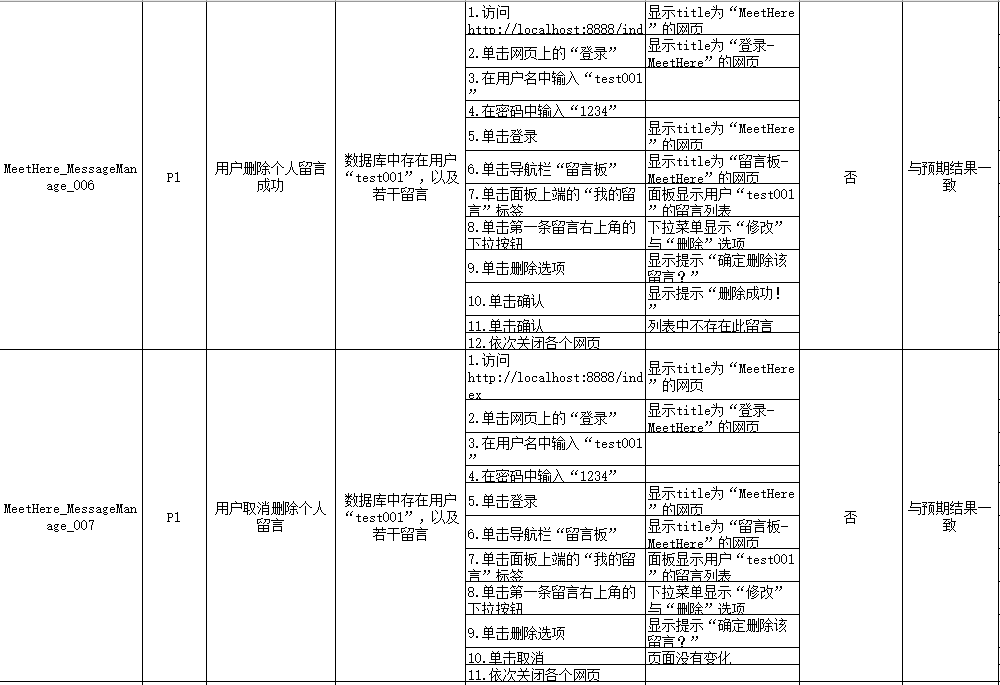 MeetHere_MessageMan
age_006
P1
用户删除个人留言
成功
数据库中存在用户
“test001”，以及
若干留言
1.访问
http://localhost:8888/ind
显示title为“MeetHere
”的网页
2.单击网页上的“登录”
显示title为“登录-
MeetHere”的网页
3.在用户名中输入“test001
”
4.在密码中输入“1234”
5.单击登录
显示title为“MeetHere
”的网页
6.单击导航栏“留言板”
显示title为“留言板-
MeetHere”的网页
7.单击面板上端的“我的留
言”标签
面板显示用户“test001
”的留言列表
8.单击第一条留言右上角的
下拉按钮
下拉菜单显示“修改”
与“删除”选项
9.单击删除选项
显示提示“确定删除该
留言？”
10.单击确认
显示提示“删除成功！
”
11.单击确认
列表中不存在此留言
12.依次关闭各个网页
否
与预期结果一
致
MeetHere_MessageMan
age_007
P1
用户取消删除个人
留言
数据库中存在用户
“test001”，以及
若干留言
1.访问
http://localhost:8888/ind
ex
显示title为“MeetHere
”的网页
2.单击网页上的“登录”
显示title为“登录-
MeetHere”的网页
3.在用户名中输入“test001
”
4.在密码中输入“1234”
5.单击登录
显示title为“MeetHere
”的网页
6.单击导航栏“留言板”
显示title为“留言板-
MeetHere”的网页
7.单击面板上端的“我的留
言”标签
面板显示用户“test001
”的留言列表
8.单击第一条留言右上角的
下拉按钮
下拉菜单显示“修改”
与“删除”选项
9.单击删除选项
显示提示“确定删除该
留言？”
10.单击取消
页面没有变化
11.依次关闭各个网页
否
与预期结果一
致